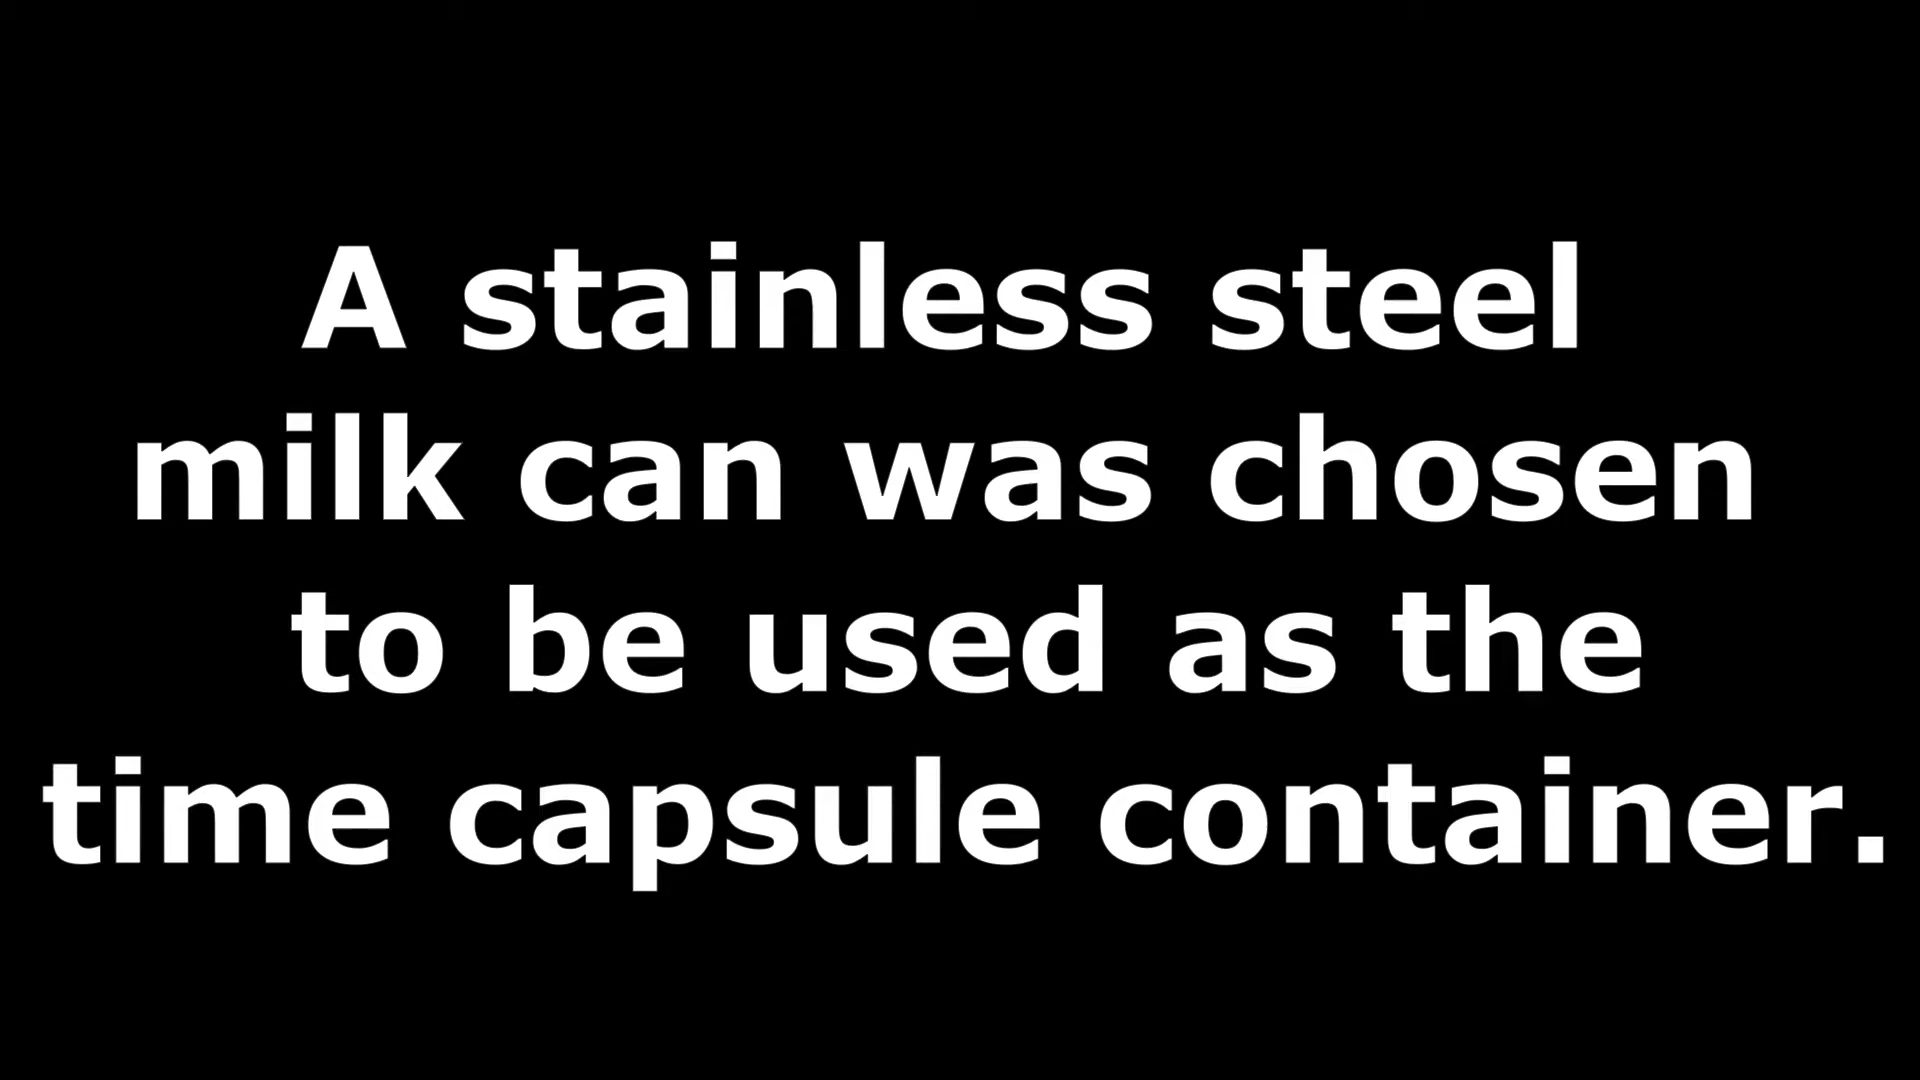 A stainless steel
milk can was chosen
to be used as the
time capsule container.